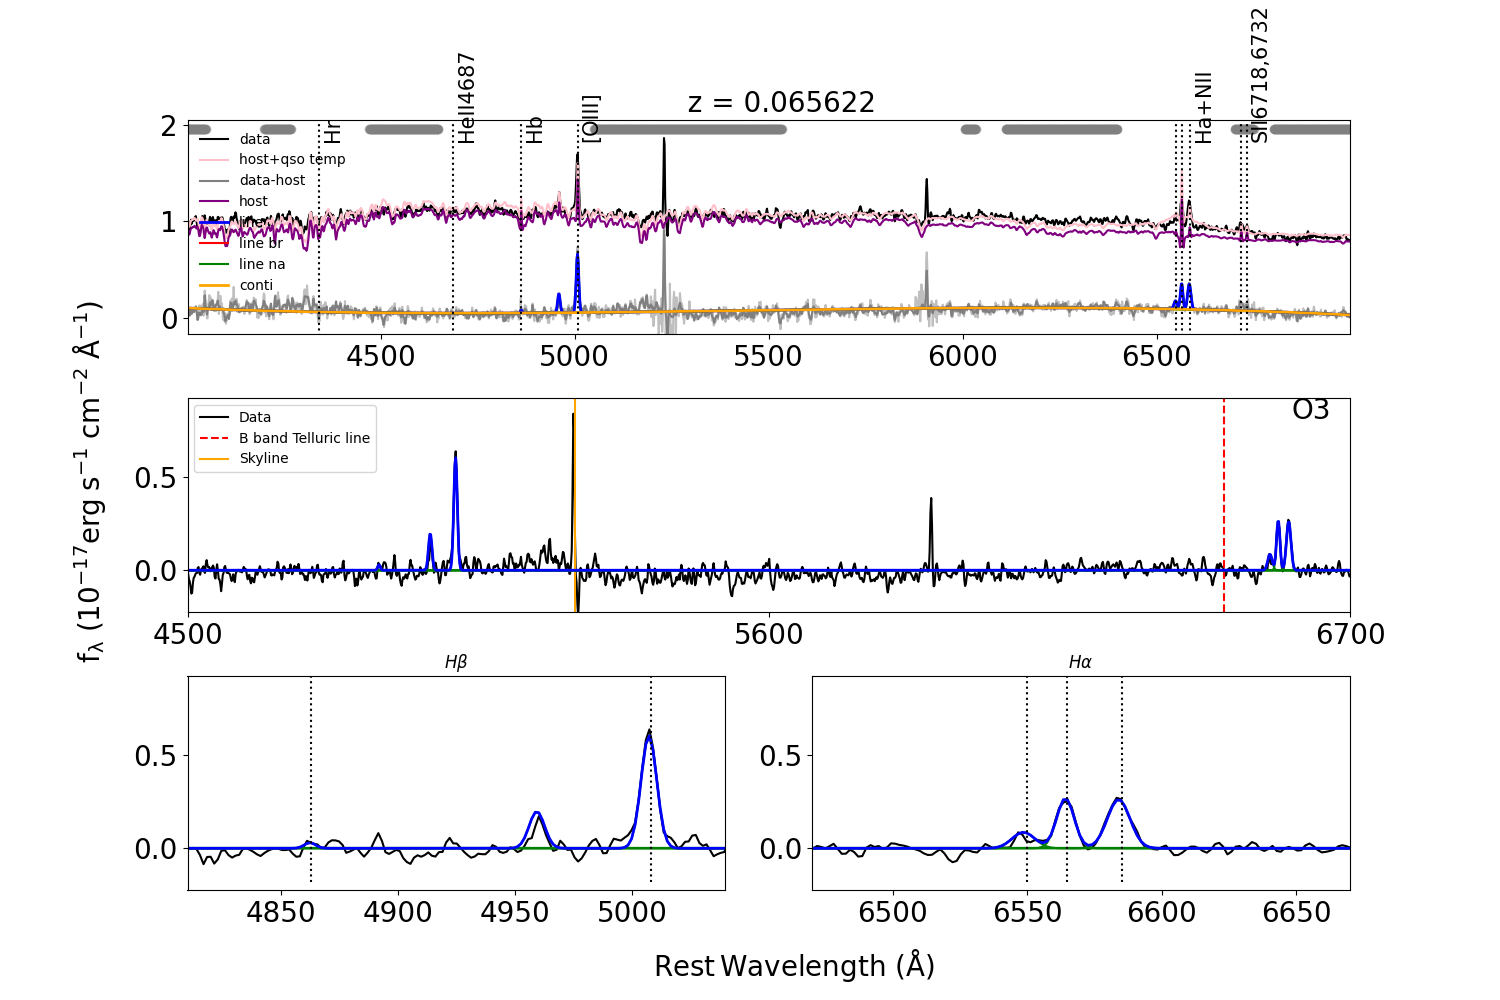 z = 0.065622
Hr
HeII4687
Hb
[OIII]
Ha+NII
SII6718,6732
data
host+qso temp
data-host
host
line
line br
line na
conti
2
1
0
4500
5000
5500
6000
6500
O3
Data
B band Telluric line
Skyline
0.5
0.0
4500
5600
6700
fλ (10⁻¹⁷erg s⁻¹ cm⁻² Å⁻¹)
Hβ
0.5
0.0
4850
4900
4950
5000
Hα
0.5
0.0
6500
6550
6600
6650
Rest Wavelength (Å)